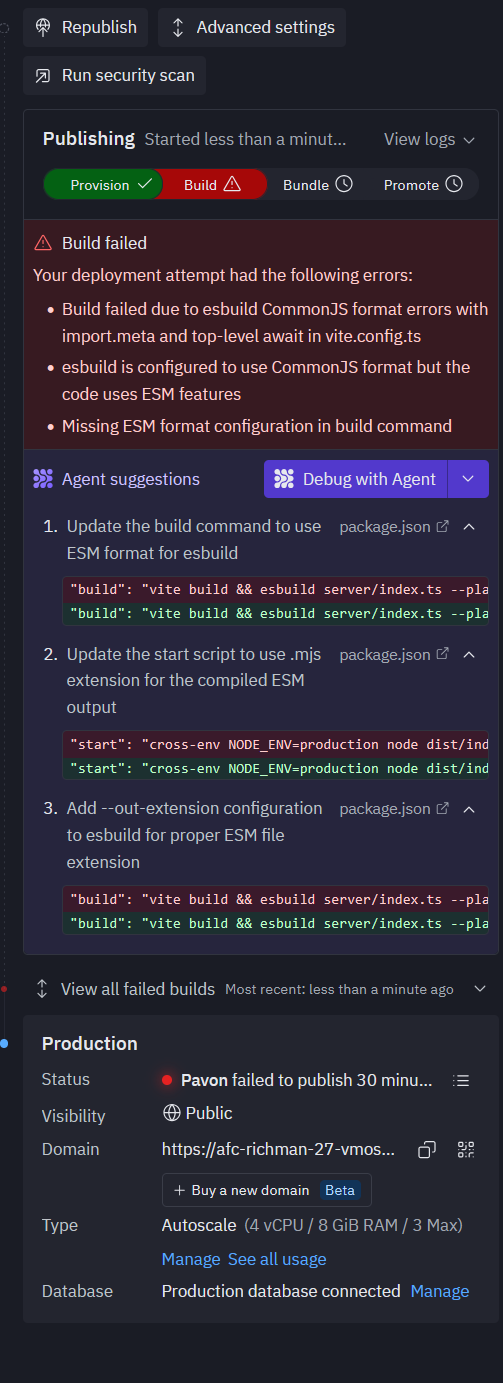 Republish
Advanced settings
Run security scan
Publishing Started less than a minut... View logs
Provision Build Bundle Promote
Build failed
Your deployment attempt had the following errors:
• Build failed due to esbuild CommonJS format errors with
import.meta and top-level await in vite.config.ts
• esbuild is configured to use CommonJS format but the
code uses ESM features
• Missing ESM format configuration in build command
Agent suggestions Debug with Agent
1. Update the build command to use package.json
ESM format for esbuild
"build": "vite build && esbuild server/index.ts --pla
"build": "vite build && esbuild server/index.ts --pla
2. Update the start script to use .mjs package.json
extension for the compiled ESM
output
"start": "cross-env NODE_ENV=production node dist/ind
"start": "cross-env NODE_ENV=production node dist/ind
3. Add --out-extension configuration package.json
to esbuild for proper ESM file
extension
"build": "vite build && esbuild server/index.ts --pla
"build": "vite build && esbuild server/index.ts --pla
View all failed builds Most recent: less than a minute ago
Production
Status Pavon failed to publish 30 minu...
Visibility Public
Domain https://afc-richman-27-vmos...
+ Buy a new domain Beta
Type Autoscale (4 vCPU / 8 GiB RAM / 3 Max)
Manage See all usage
Database Production database connected Manage